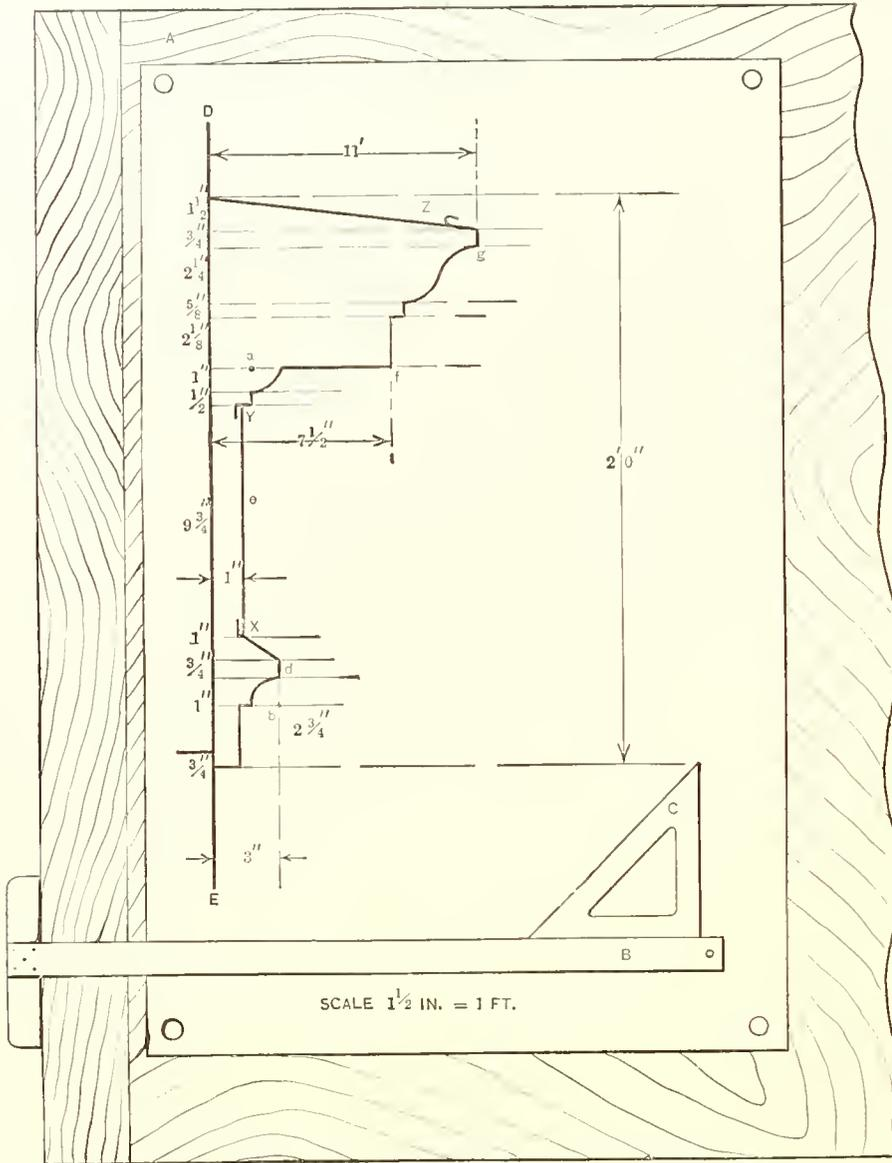 A
D
11'
1 1/2"
Z
3/4"
g
2 1/4"
5/8"
2 1/8"
a
1"
f
1/2"
Y
7 1/2"
2' 0"
e
9 3/4"
1"
X
1"
3/4"
d
1"
b
2 3/4"
3/4"
C
3"
E
B
SCALE 1 1/2 IN. = 1 FT.